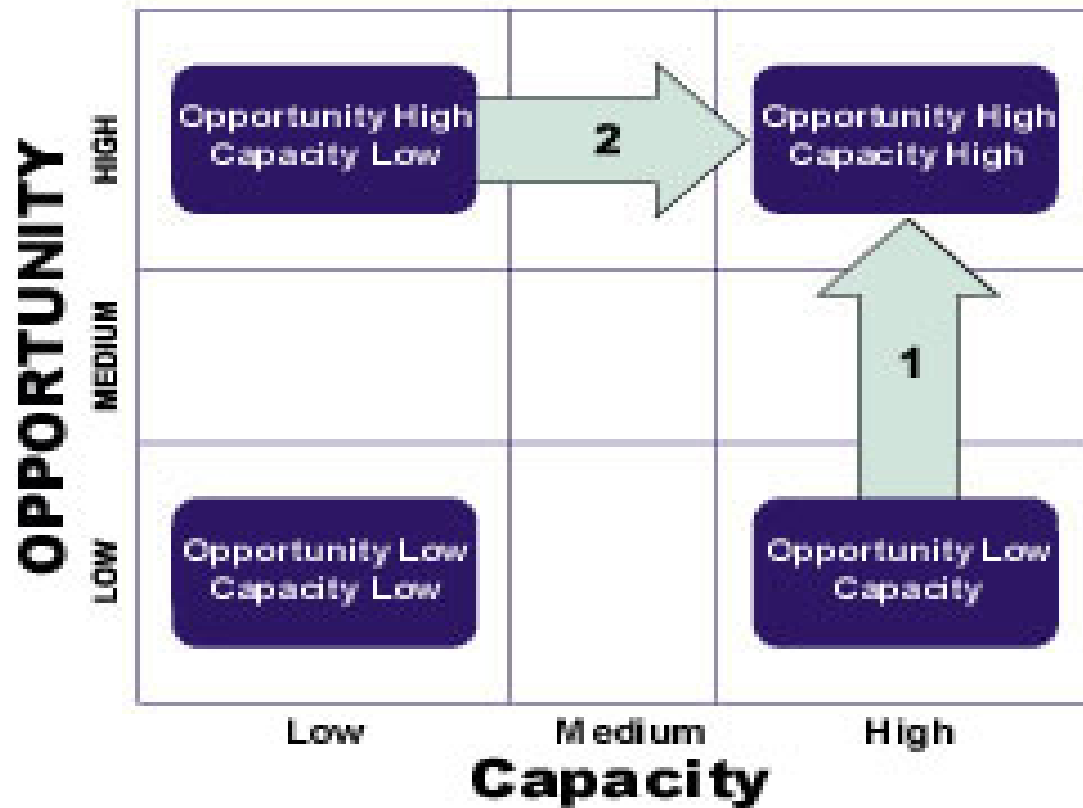 OPPORTUNITY
HIGH
MEDIUM
LOW
Opportunity High
Capacity Low
2
Opportunity High
Capacity High
1
Opportunity Low
Capacity Low
Opportunity Low
Capacity
Low
Medium
High
Capacity